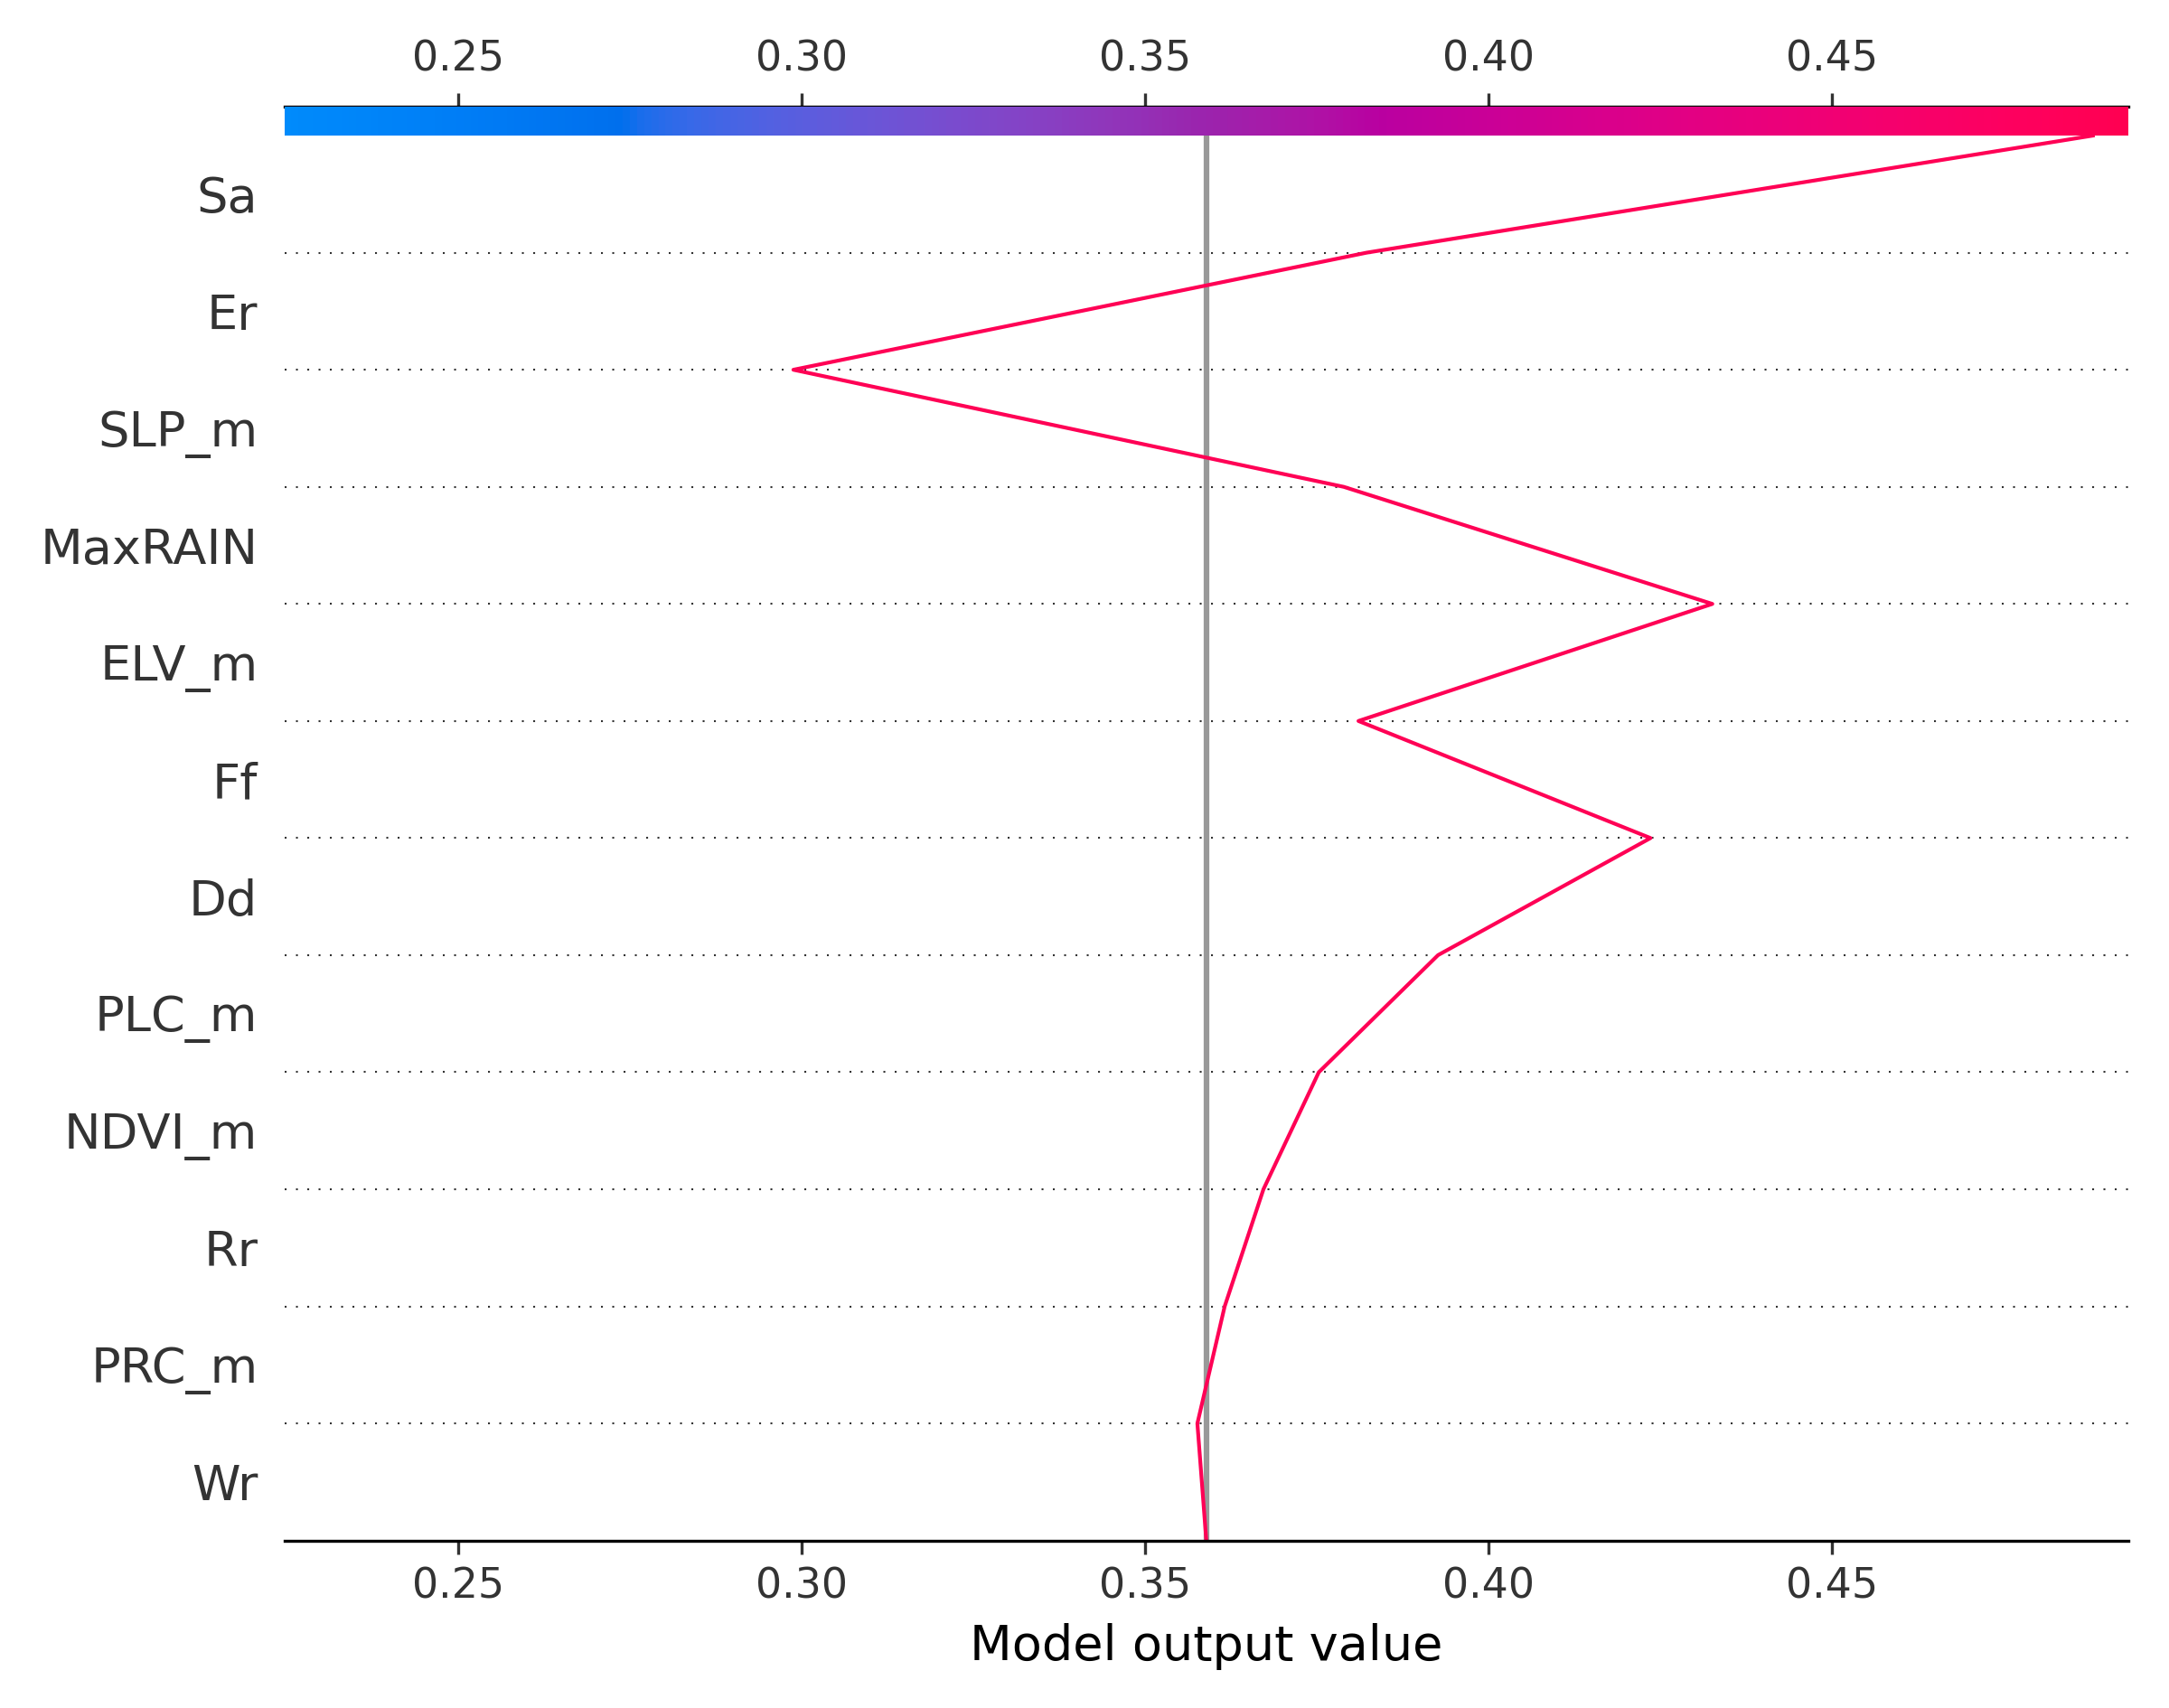 0.25 0.30 0.35 0.40 0.45
Sa
Er
SLP_m
MaxRAIN
ELV_m
Ff
Dd
PLC_m
NDVI_m
Rr
PRC_m
Wr
0.25 0.30 0.35 0.40 0.45
Model output value